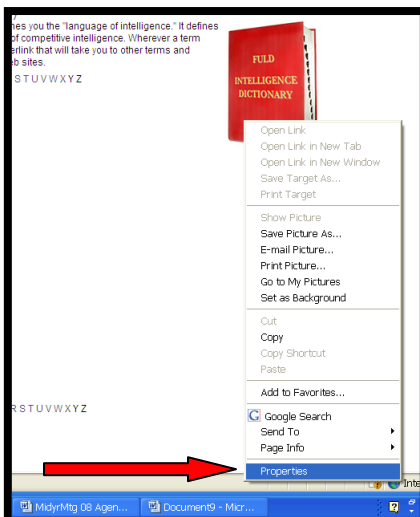 nes you the "language of intelligence." It defines
of competitive intelligence. Wherever a term
erlink that will take you to other terms and
eb sites.
S T U V W X Y Z
FULD
INTELLIGENCE
DICTIONARY
Open Link
Open Link in New Tab
Open Link in New Window
Save Target As...
Print Target
Show Picture
Save Picture As...
E-mail Picture...
Print Picture...
Go to My Pictures
Set as Background
Cut
Copy
Copy Shortcut
Paste
Add to Favorites...
R S T U V W X Y Z
G Google Search
Send To
Page Info
Properties
Inte
MidyrMtg 08 Agen...
Document9 - Micr...
?